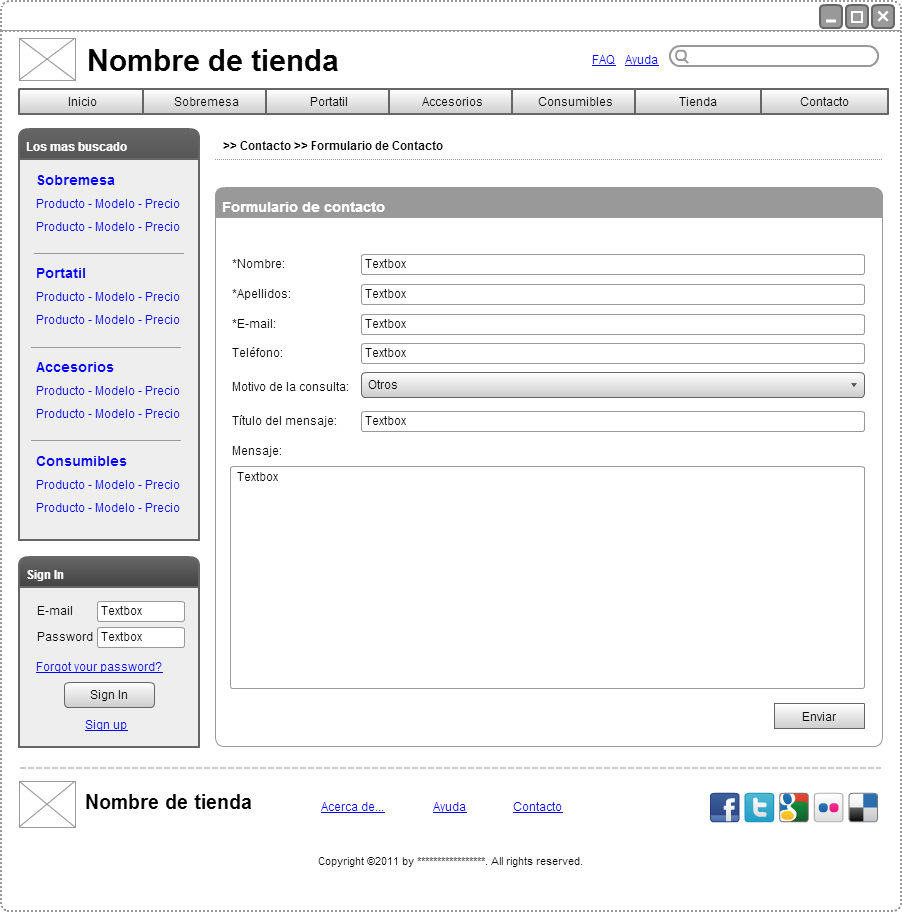 Nombre de tienda
FAQ Ayuda
Inicio Sobremesa Portatil Accesorios Consumibles Tienda Contacto
Los mas buscado
Sobremesa
Producto - Modelo - Precio
Producto - Modelo - Precio
Portatil
Producto - Modelo - Precio
Producto - Modelo - Precio
Accesorios
Producto - Modelo - Precio
Producto - Modelo - Precio
Consumibles
Producto - Modelo - Precio
Producto - Modelo - Precio
Sign In
E-mail Textbox
Password Textbox
Forgot your password?
Sign In
Sign up
>> Contacto >> Formulario de Contacto
Formulario de contacto
*Nombre: Textbox
*Apellidos: Textbox
*E-mail: Textbox
Teléfono: Textbox
Motivo de la consulta: Otros
Título del mensaje: Textbox
Mensaje:
Textbox
Enviar
Nombre de tienda
Acerca de... Ayuda Contacto
Copyright ©2011 by *****************. All rights reserved.